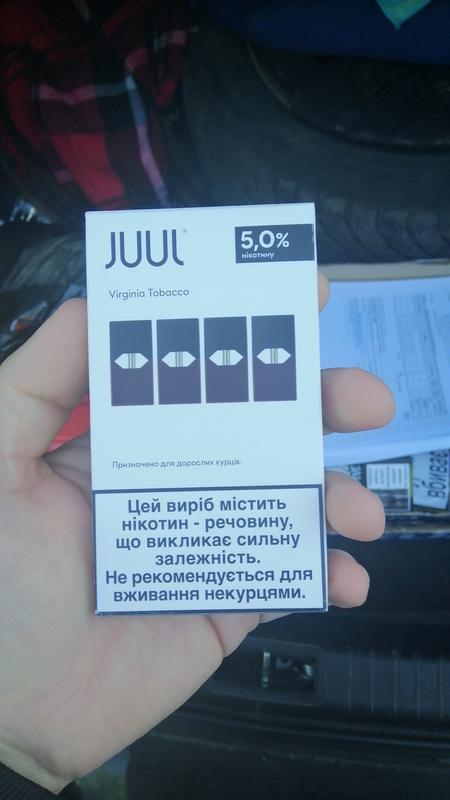 JUUL®
5,0%
нікотину
Virginia Tobacco
Призначено для дорослих курців.
Цей виріб містить
нікотин - речовину,
що викликає сильну
залежність.
Не рекомендується для
вживання некурцями.